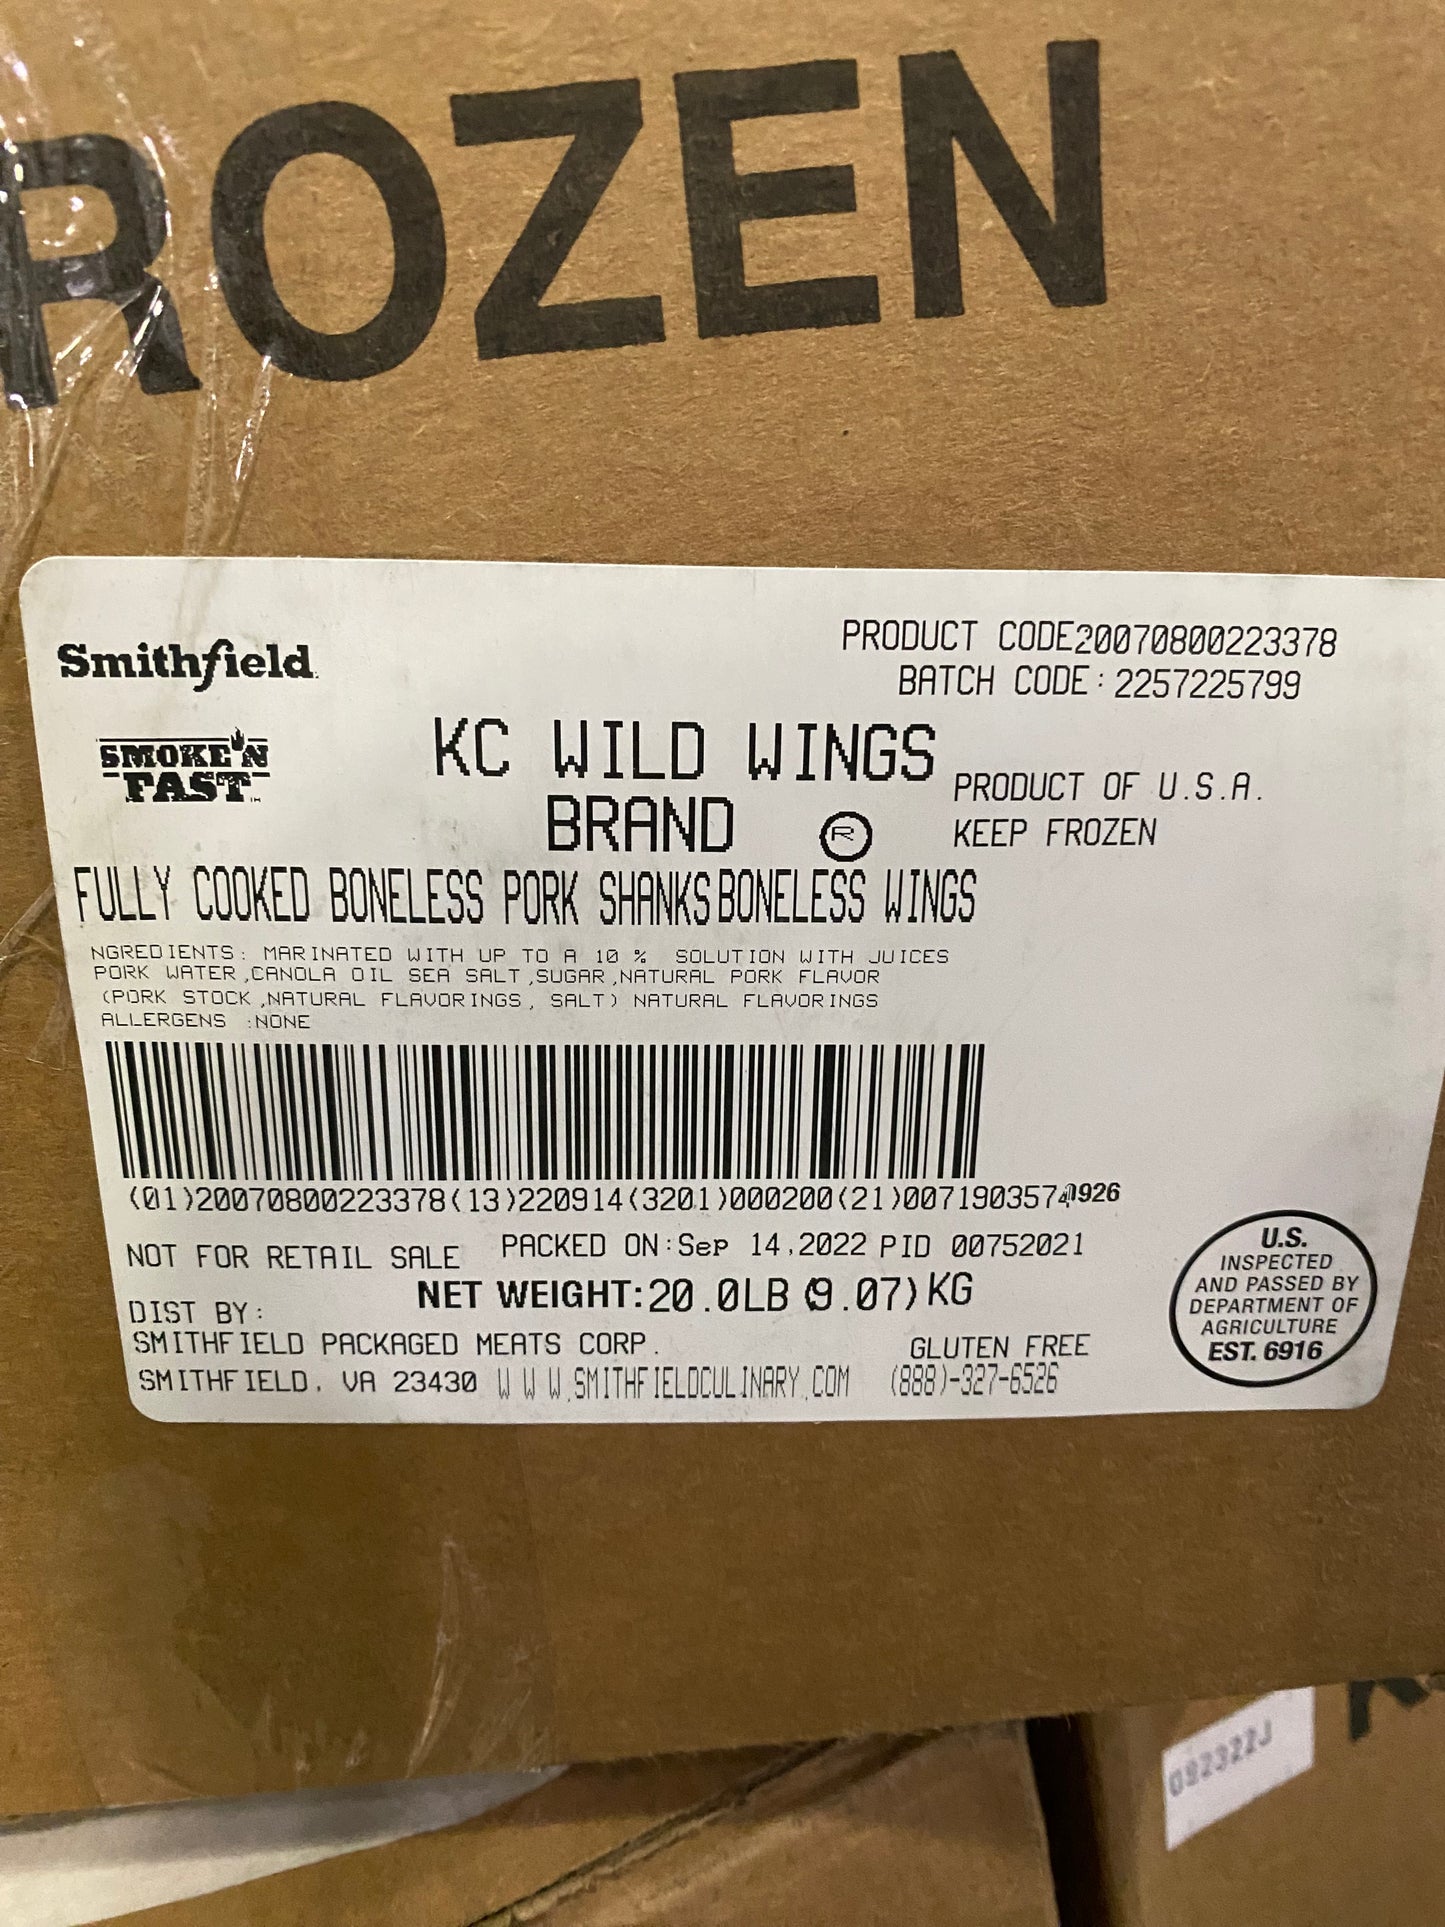 ROZEN
Smithfield
PRODUCT CODE20070800223378
BATCH CODE: 2257225799
SMOKE'N
FAST™
KC WILD WINGS
BRAND ®
PRODUCT OF U.S.A.
KEEP FROZEN
FULLY COOKED BONELESS PORK SHANKS BONELESS WINGS
NGREDIENTS: MARINATED WITH UP TO A 10 % SOLUTION WITH JUICES
PORK WATER,CANOLA OIL SEA SALT,SUGAR,NATURAL PORK FLAVOR
(PORK STOCK,NATURAL FLAVORINGS, SALT) NATURAL FLAVORINGS
ALLERGENS :NONE
(01)20070800223378(13)220914(3201)000200(21)007190357
926
NOT FOR RETAIL SALE PACKED ON:Sep 14,2022 PID 00752021
NET WEIGHT:20.0LB (9.07)KG
DIST BY:
SMITHFIELD PACKAGED MEATS CORP. GLUTEN FREE
SMITHFIELD, VA 23430 WWW.SMITHFIELDCULINARY.COM (888)-327-6526
U.S.
INSPECTED
AND PASSED BY
DEPARTMENT OF
AGRICULTURE
EST. 6916
092322J